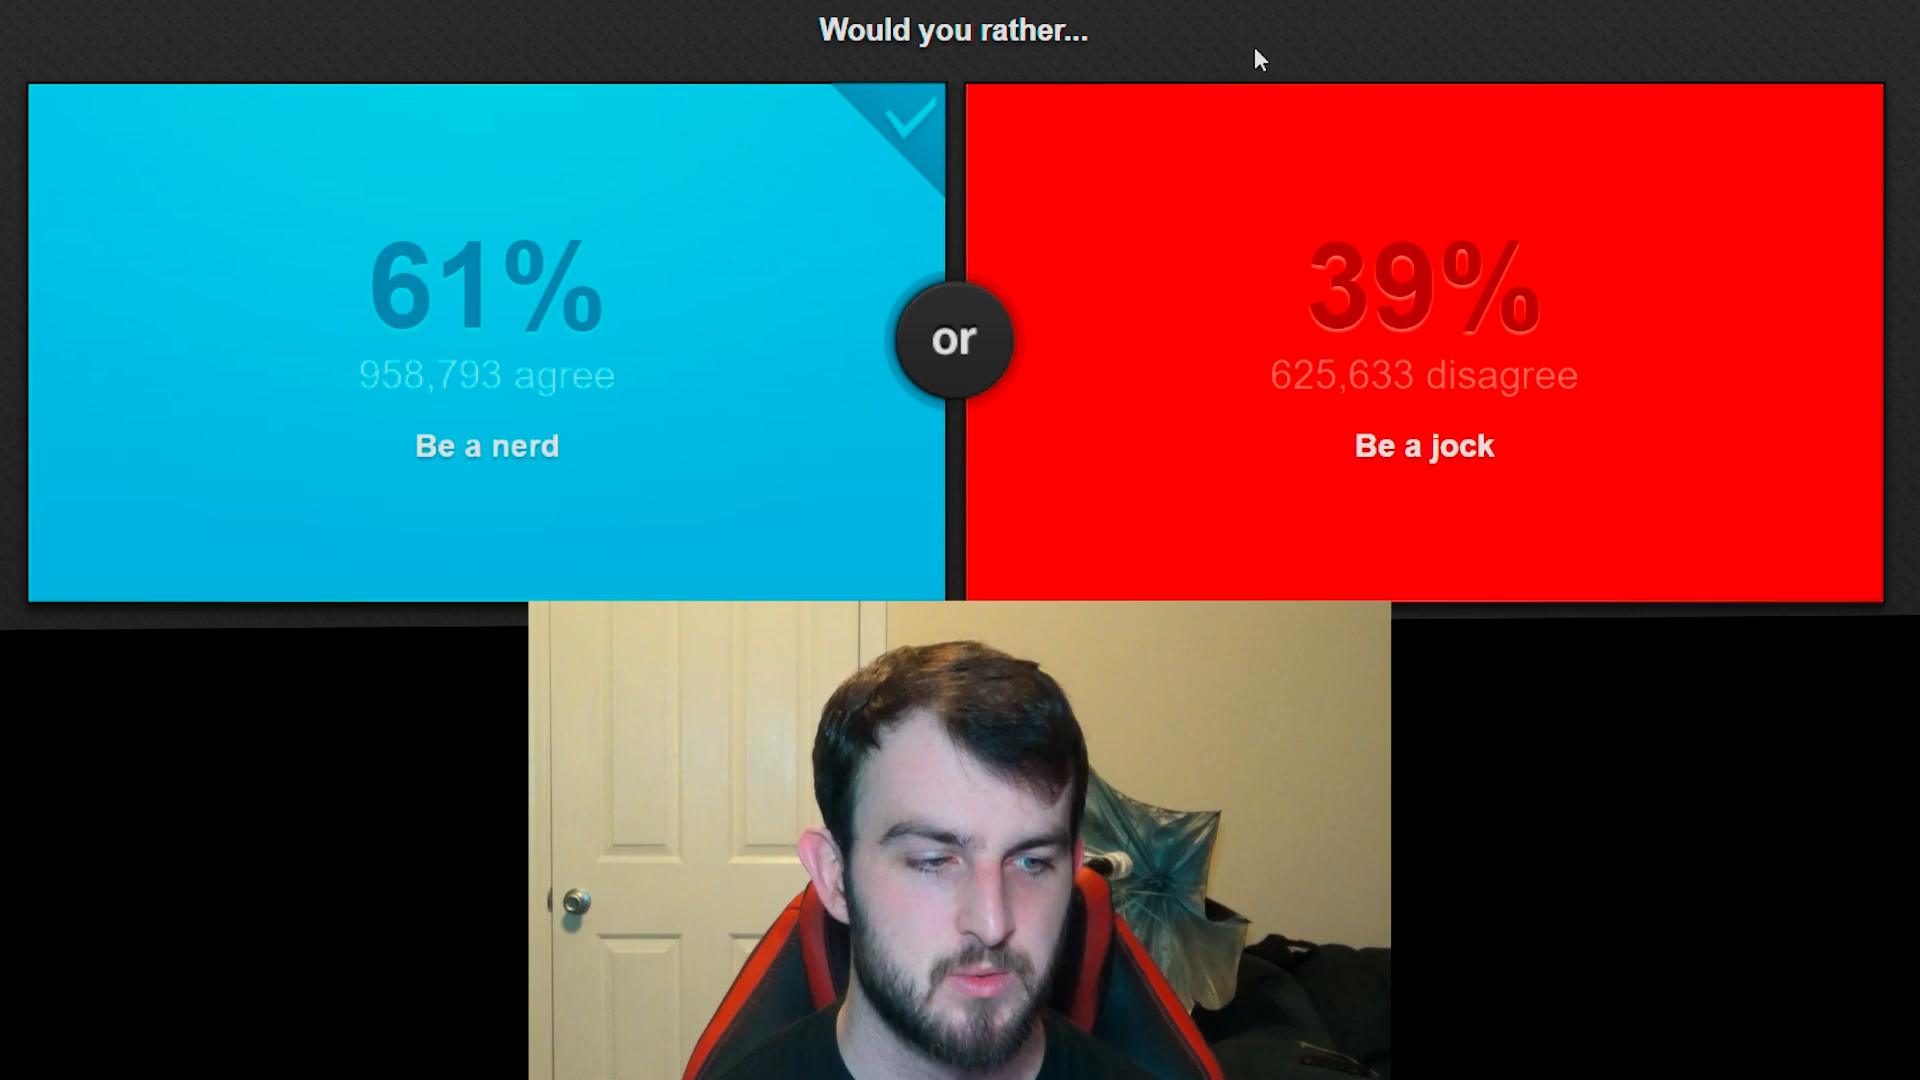 Would you rather...
61%
958,793 agree
Be a nerd
or
39%
625,633 disagree
Be a jock